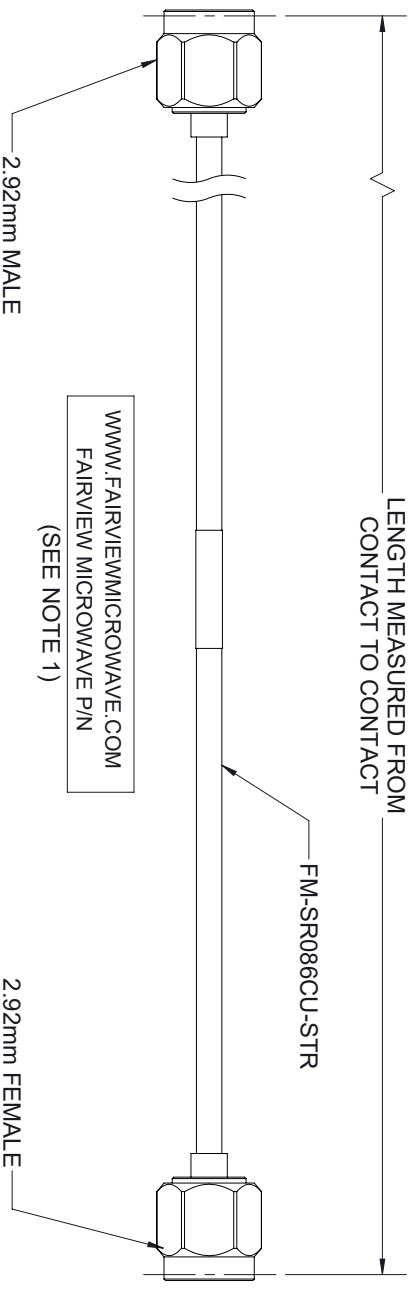 LENGTH MEASURED FROM
CONTACT TO CONTACT
FM-SR086CU-STR
WWW.FAIRVIEWMICROWAVE.COM
FAIRVIEW MICROWAVE P/N
(SEE NOTE 1)
2.92mm MALE
2.92mm FEMALE